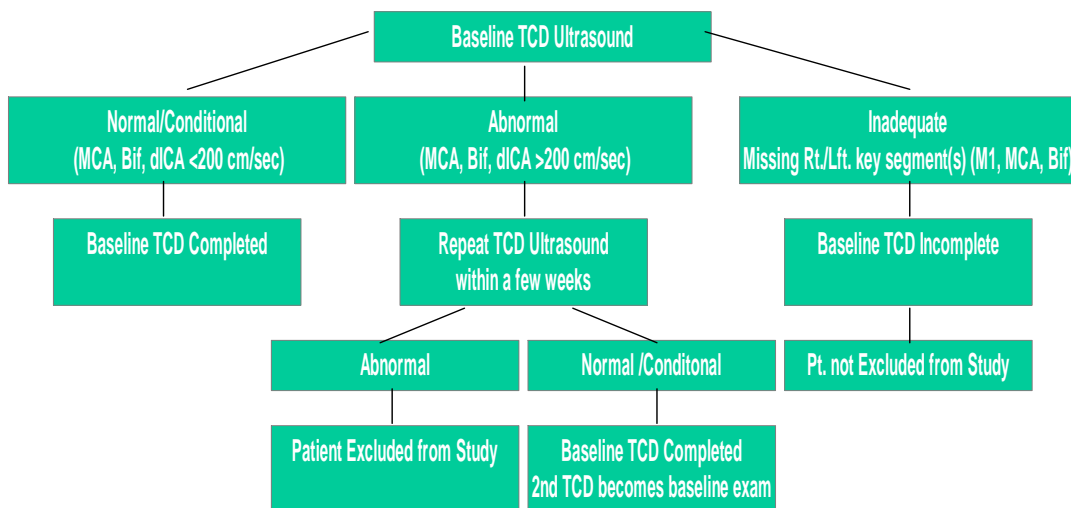 Baseline TCD Ultrasound
Normal/Conditional
(MCA, Bif, dICA <200 cm/sec)
Abnormal
(MCA, Bif, dICA >200 cm/sec)
Inadequate
Missing Rt./Lft. key segment(s) (M1, MCA, Bif)
Baseline TCD Completed
Repeat TCD Ultrasound
within a few weeks
Baseline TCD Incomplete
Abnormal
Normal /Conditonal
Pt. not Excluded from Study
Patient Excluded from Study
Baseline TCD Completed
2nd TCD becomes baseline exam